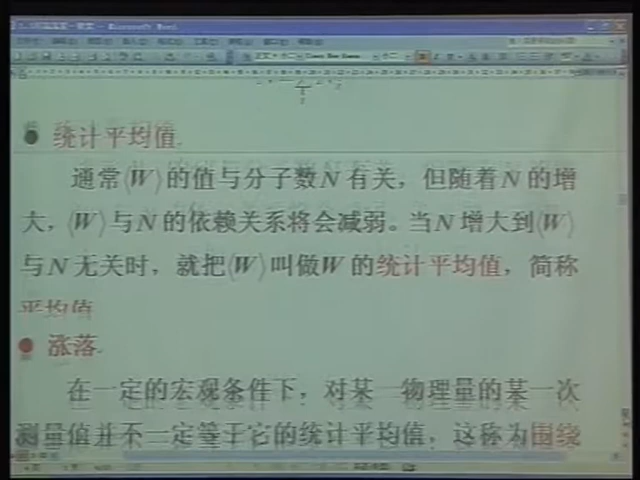 Microsoft Word
统计平均值.
通常⟨W⟩的值与分子数N有关，但随着N的增
大，⟨W⟩与N的依赖关系将会减弱。当N增大到⟨W⟩
与N无关时，就把⟨W⟩叫做W的统计平均值，简称
平均值
涨落.
在一定的宏观条件下，对某一物理量的某一次
测量值并不一定等于它的统计平均值，这称为围绕